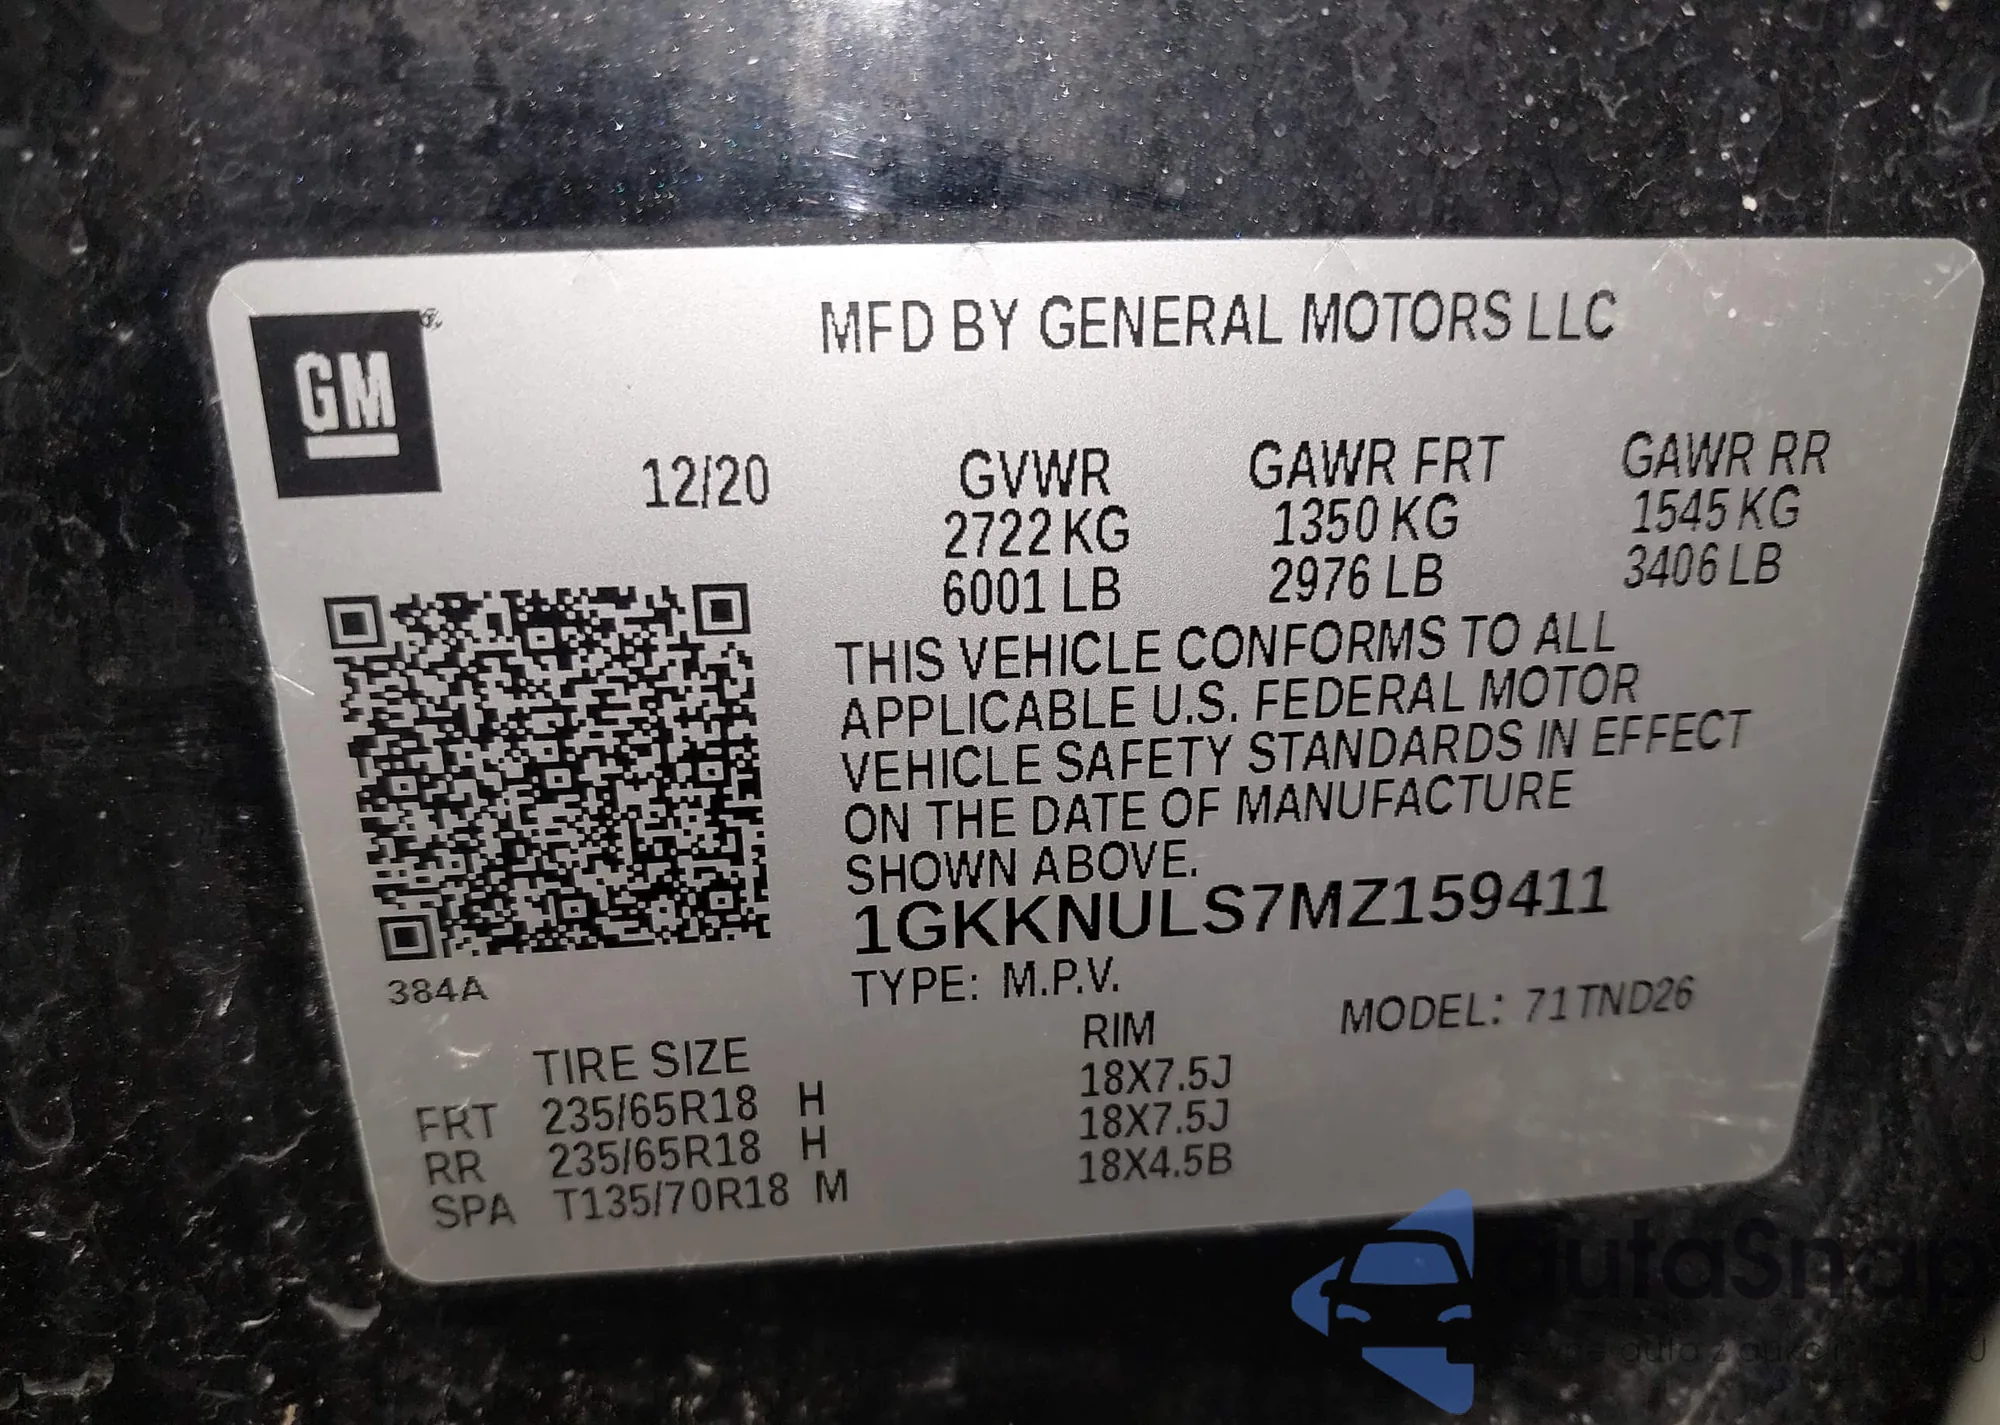 MFD BY GENERAL MOTORS LLC
GM
12/20
GVWR GAWR FRT GAWR RR
2722 KG 1350 KG 1545 KG
6001 LB 2976 LB 3406 LB
THIS VEHICLE CONFORMS TO ALL
APPLICABLE U.S. FEDERAL MOTOR
VEHICLE SAFETY STANDARDS IN EFFECT
ON THE DATE OF MANUFACTURE
SHOWN ABOVE.
1GKKNULS7MZ159411
384A
TYPE: M.P.V.
MODEL: 71TND26
TIRE SIZE RIM
FRT 235/65R18 H 18X7.5J
RR 235/65R18 H 18X7.5J
SPA T135/70R18 M 18X4.5B
autaSnap
auta z